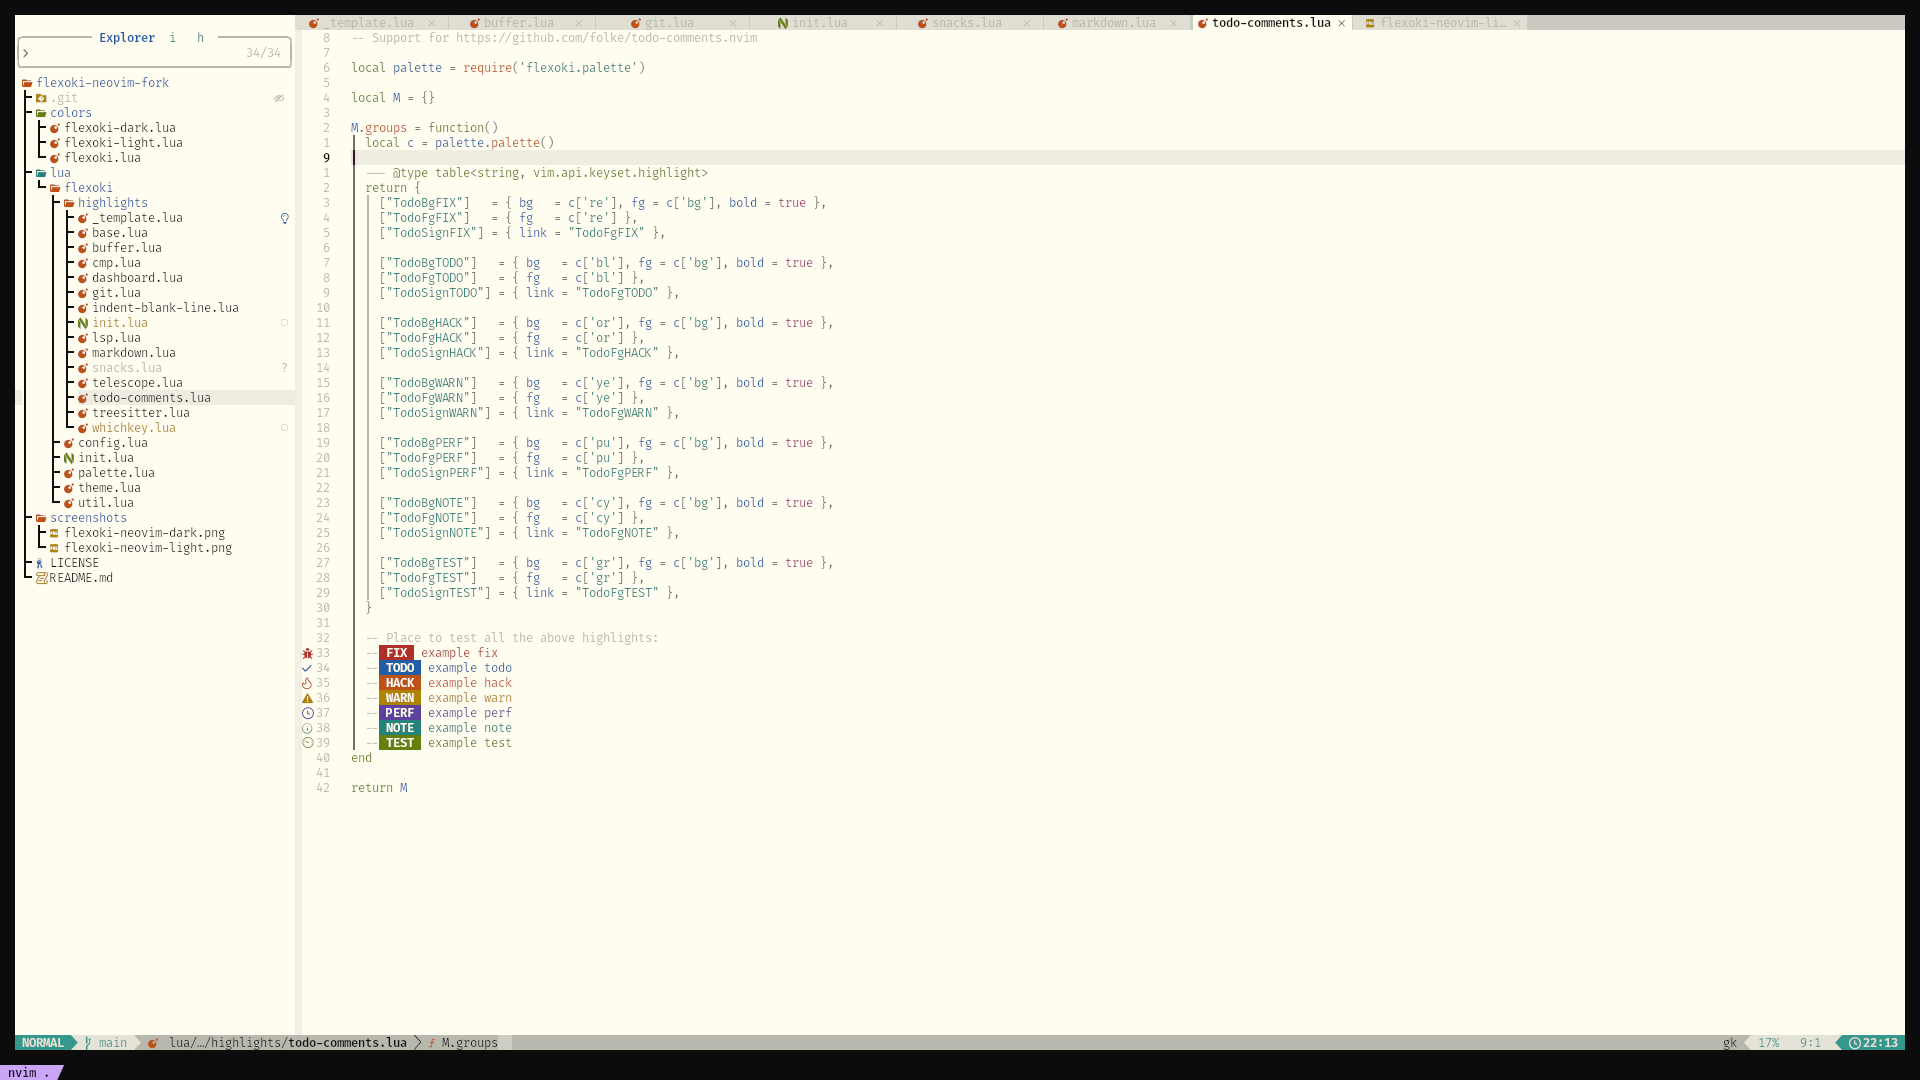 _template.lua × buffer.lua × git.lua × init.lua × snacks.lua × markdown.lua × todo-comments.lua × flexoki-neovim-li… ×
Explorer i h
> 34/34
flexoki-neovim-fork
.git
colors
flexoki-dark.lua
flexoki-light.lua
flexoki.lua
lua
flexoki
highlights
_template.lua
base.lua
buffer.lua
cmp.lua
dashboard.lua
git.lua
indent-blank-line.lua
init.lua
lsp.lua
markdown.lua
snacks.lua ?
telescope.lua
todo-comments.lua
treesitter.lua
whichkey.lua
config.lua
init.lua
palette.lua
theme.lua
util.lua
screenshots
flexoki-neovim-dark.png
flexoki-neovim-light.png
LICENSE
README.md
8 -- Support for https://github.com/folke/todo-comments.nvim
7
6 local palette = require('flexoki.palette')
5
4 local M = {}
3
2 M.groups = function()
1 local c = palette.palette()
9
1 --- @type table<string, vim.api.keyset.highlight>
2 return {
3 ["TodoBgFIX"] = { bg = c['re'], fg = c['bg'], bold = true },
4 ["TodoFgFIX"] = { fg = c['re'] },
5 ["TodoSignFIX"] = { link = "TodoFgFIX" },
6
7 ["TodoBgTODO"] = { bg = c['bl'], fg = c['bg'], bold = true },
8 ["TodoFgTODO"] = { fg = c['bl'] },
9 ["TodoSignTODO"] = { link = "TodoFgTODO" },
10
11 ["TodoBgHACK"] = { bg = c['or'], fg = c['bg'], bold = true },
12 ["TodoFgHACK"] = { fg = c['or'] },
13 ["TodoSignHACK"] = { link = "TodoFgHACK" },
14
15 ["TodoBgWARN"] = { bg = c['ye'], fg = c['bg'], bold = true },
16 ["TodoFgWARN"] = { fg = c['ye'] },
17 ["TodoSignWARN"] = { link = "TodoFgWARN" },
18
19 ["TodoBgPERF"] = { bg = c['pu'], fg = c['bg'], bold = true },
20 ["TodoFgPERF"] = { fg = c['pu'] },
21 ["TodoSignPERF"] = { link = "TodoFgPERF" },
22
23 ["TodoBgNOTE"] = { bg = c['cy'], fg = c['bg'], bold = true },
24 ["TodoFgNOTE"] = { fg = c['cy'] },
25 ["TodoSignNOTE"] = { link = "TodoFgNOTE" },
26
27 ["TodoBgTEST"] = { bg = c['gr'], fg = c['bg'], bold = true },
28 ["TodoFgTEST"] = { fg = c['gr'] },
29 ["TodoSignTEST"] = { link = "TodoFgTEST" },
30 }
31
32 -- Place to test all the above highlights:
33 -- FIX example fix
34 -- TODO example todo
35 -- HACK example hack
36 -- WARN example warn
37 -- PERF example perf
38 -- NOTE example note
39 -- TEST example test
40 end
41
42 return M
NORMAL main lua/…/highlights/todo-comments.lua M.groups gk 17% 9:1 22:13
nvim .